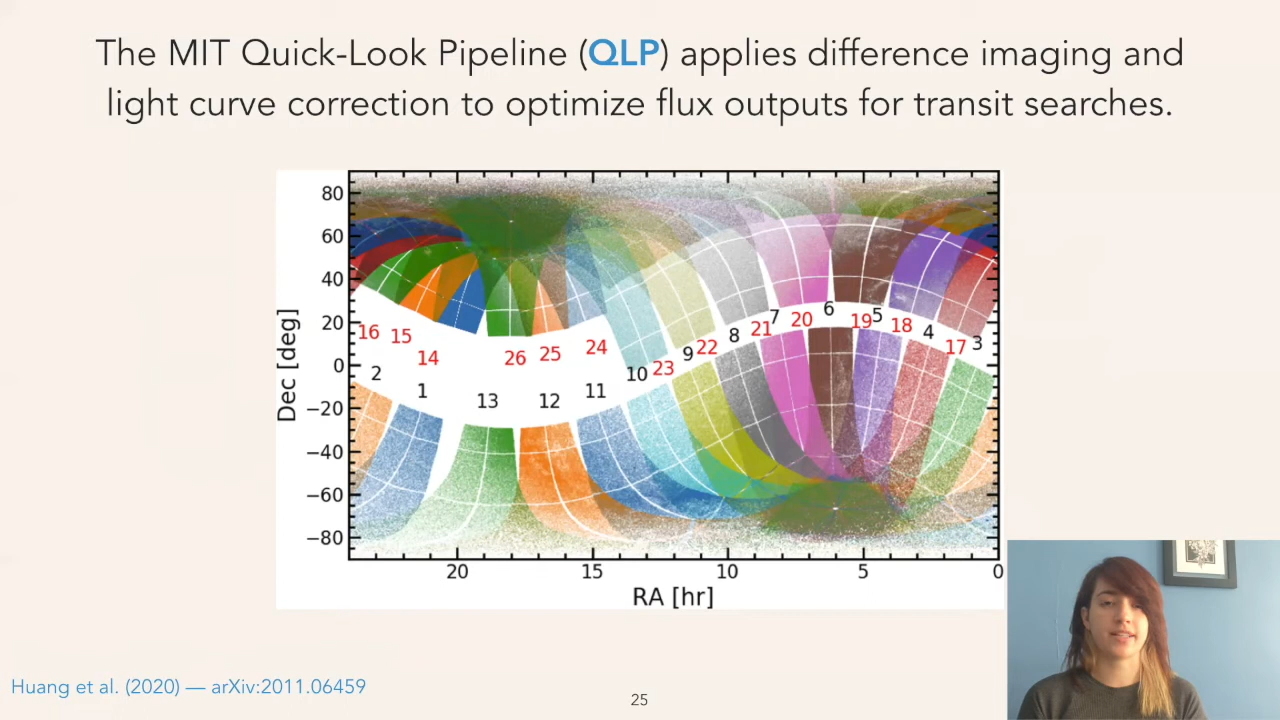 The MIT Quick-Look Pipeline (QLP) applies difference imaging and
light curve correction to optimize flux outputs for transit searches.
80
60
40
20
0
−20
−40
−60
−80
Dec [deg]
16 15 14 26 25 24 23 22 21 20 19 18 17
2 1 13 12 11 10 9 8 7 6 5 4 3
20 15 10 5 0
RA [hr]
Huang et al. (2020) — arXiv:2011.06459
25